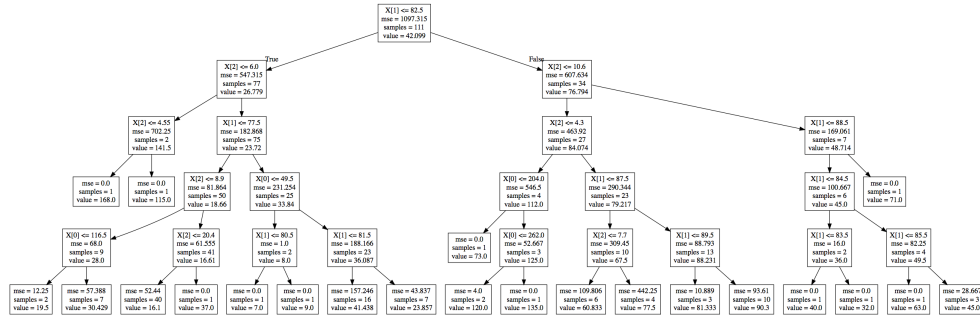 X[1] <= 82.5
mse = 1097.315
samples = 111
value = 42.099
True
False
X[2] <= 6.0
mse = 547.315
samples = 77
value = 26.779
X[2] <= 10.6
mse = 607.634
samples = 34
value = 76.794
X[2] <= 4.55
mse = 702.25
samples = 2
value = 141.5
X[1] <= 77.5
mse = 182.868
samples = 75
value = 23.72
X[2] <= 4.3
mse = 463.92
samples = 27
value = 84.074
X[1] <= 88.5
mse = 169.061
samples = 7
value = 48.714
mse = 0.0
samples = 1
value = 168.0
mse = 0.0
samples = 1
value = 115.0
X[2] <= 8.9
mse = 81.864
samples = 50
value = 18.66
X[0] <= 49.5
mse = 231.254
samples = 25
value = 33.84
X[0] <= 204.0
mse = 546.5
samples = 4
value = 112.0
X[1] <= 87.5
mse = 290.344
samples = 23
value = 79.217
X[1] <= 84.5
mse = 100.667
samples = 6
value = 45.0
mse = 0.0
samples = 1
value = 71.0
X[0] <= 116.5
mse = 68.0
samples = 9
value = 28.0
X[2] <= 20.4
mse = 61.555
samples = 41
value = 16.61
X[1] <= 80.5
mse = 1.0
samples = 2
value = 8.0
X[1] <= 81.5
mse = 188.166
samples = 23
value = 36.087
mse = 0.0
samples = 1
value = 73.0
X[0] <= 262.0
mse = 52.667
samples = 3
value = 125.0
X[2] <= 7.7
mse = 309.45
samples = 10
value = 67.5
X[1] <= 89.5
mse = 88.793
samples = 13
value = 88.231
X[1] <= 83.5
mse = 16.0
samples = 2
value = 36.0
X[1] <= 85.5
mse = 82.25
samples = 4
value = 49.5
mse = 12.25
samples = 2
value = 19.5
mse = 57.388
samples = 7
value = 30.429
mse = 52.44
samples = 40
value = 16.1
mse = 0.0
samples = 1
value = 37.0
mse = 0.0
samples = 1
value = 7.0
mse = 0.0
samples = 1
value = 9.0
mse = 157.246
samples = 16
value = 41.438
mse = 43.837
samples = 7
value = 23.857
mse = 4.0
samples = 2
value = 120.0
mse = 0.0
samples = 1
value = 135.0
mse = 109.806
samples = 6
value = 60.833
mse = 442.25
samples = 4
value = 77.5
mse = 10.889
samples = 3
value = 81.333
mse = 93.61
samples = 10
value = 90.3
mse = 0.0
samples = 1
value = 40.0
mse = 0.0
samples = 1
value = 32.0
mse = 0.0
samples = 1
value = 63.0
mse = 28.667
samples = 3
value = 45.0